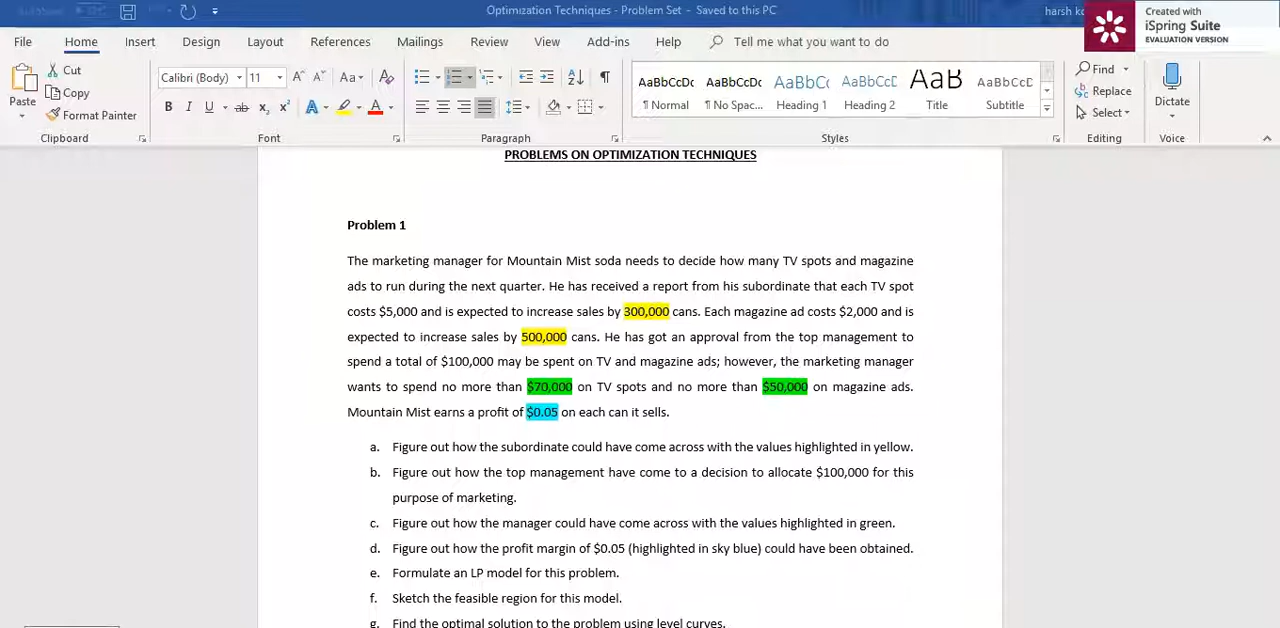 Optimization Techniques - Problem Set - Saved to this PC
harsh
Created with
iSpring Suite
EVALUATION VERSION
File Home Insert Design Layout References Mailings Review View Add-ins Help Tell me what you want to do
Paste
Cut
Copy
Format Painter
Clipboard
Calibri (Body) 11
Font
Paragraph
AaBbCcDc AaBbCcDc AaBbCc AaBbCcD AaB AaBbCcD
¶ Normal ¶ No Spac... Heading 1 Heading 2 Title Subtitle
Styles
Find
Replace
Select
Editing
Dictate
Voice
PROBLEMS ON OPTIMIZATION TECHNIQUES
Problem 1
The marketing manager for Mountain Mist soda needs to decide how many TV spots and magazine
ads to run during the next quarter. He has received a report from his subordinate that each TV spot
costs $5,000 and is expected to increase sales by 300,000 cans. Each magazine ad costs $2,000 and is
expected to increase sales by 500,000 cans. He has got an approval from the top management to
spend a total of $100,000 may be spent on TV and magazine ads; however, the marketing manager
wants to spend no more than $70,000 on TV spots and no more than $50,000 on magazine ads.
Mountain Mist earns a profit of $0.05 on each can it sells.
a. Figure out how the subordinate could have come across with the values highlighted in yellow.
b. Figure out how the top management have come to a decision to allocate $100,000 for this
purpose of marketing.
c. Figure out how the manager could have come across with the values highlighted in green.
d. Figure out how the profit margin of $0.05 (highlighted in sky blue) could have been obtained.
e. Formulate an LP model for this problem.
f. Sketch the feasible region for this model.
g. Find the optimal solution to the problem using level curves.